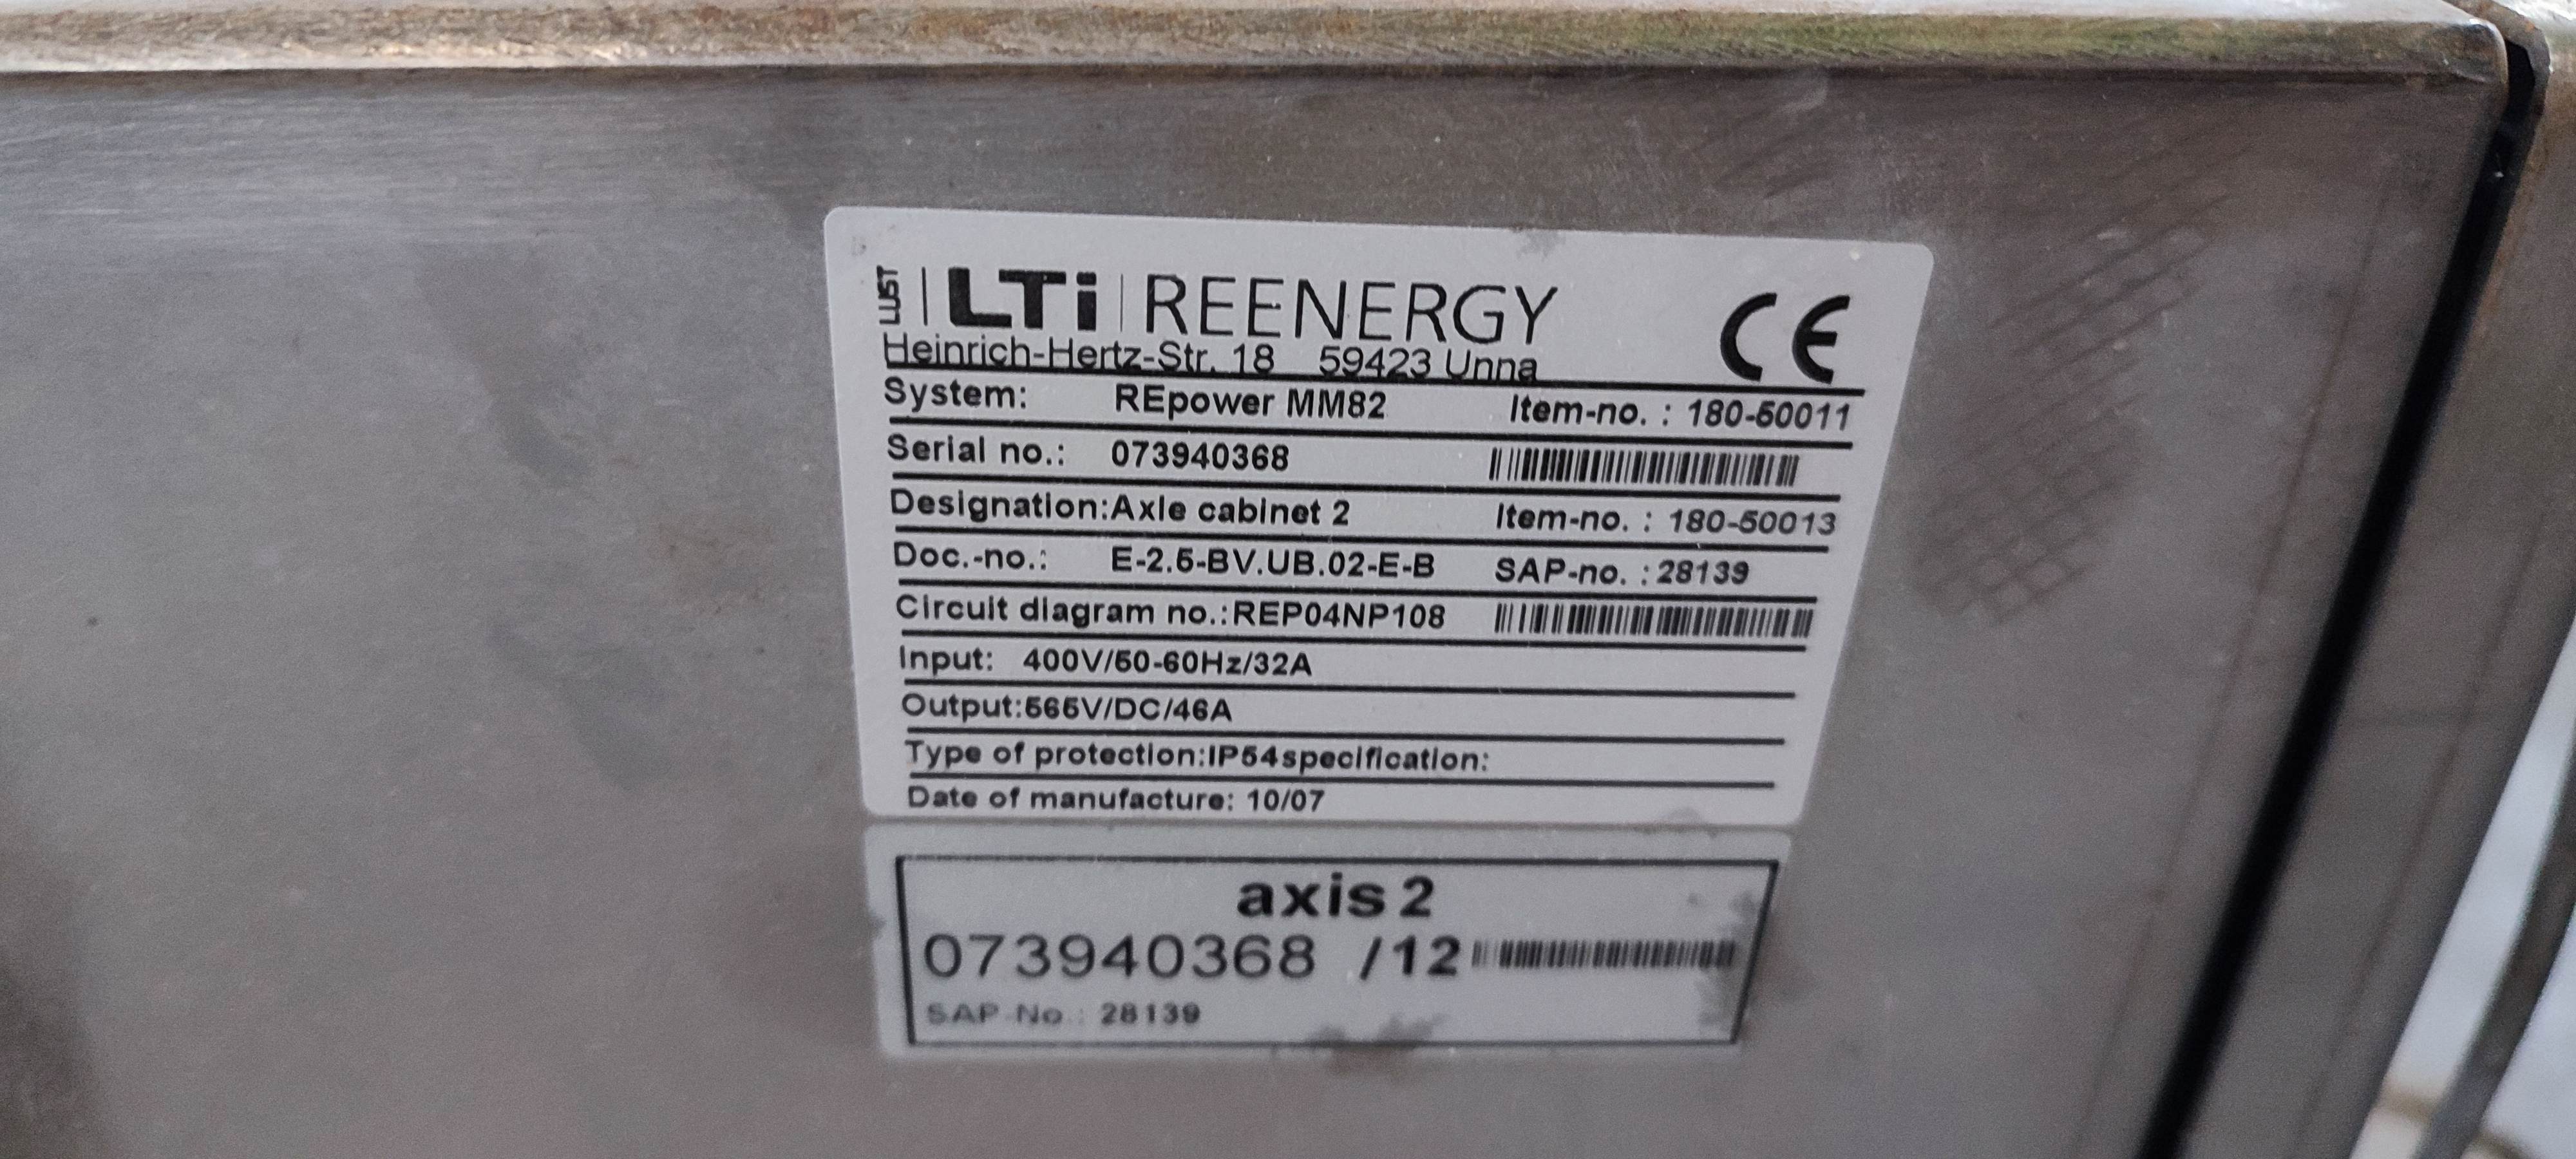 LUST LTi REENERGY
Heinrich-Hertz-Str. 18 59423 Unna
CE
System: REpower MM82 Item-no. : 180-50011
Serial no.: 073940368
Designation:Axle cabinet 2 Item-no. : 180-50013
Doc.-no.: E-2.5-BV.UB.02-E-B SAP-no. :28139
Circuit diagram no.:REP04NP108
Input: 400V/50-60Hz/32A
Output:565V/DC/46A
Type of protection:IP54specification:
Date of manufacture: 10/07
axis 2
073940368 /12
SAP-No.: 28139